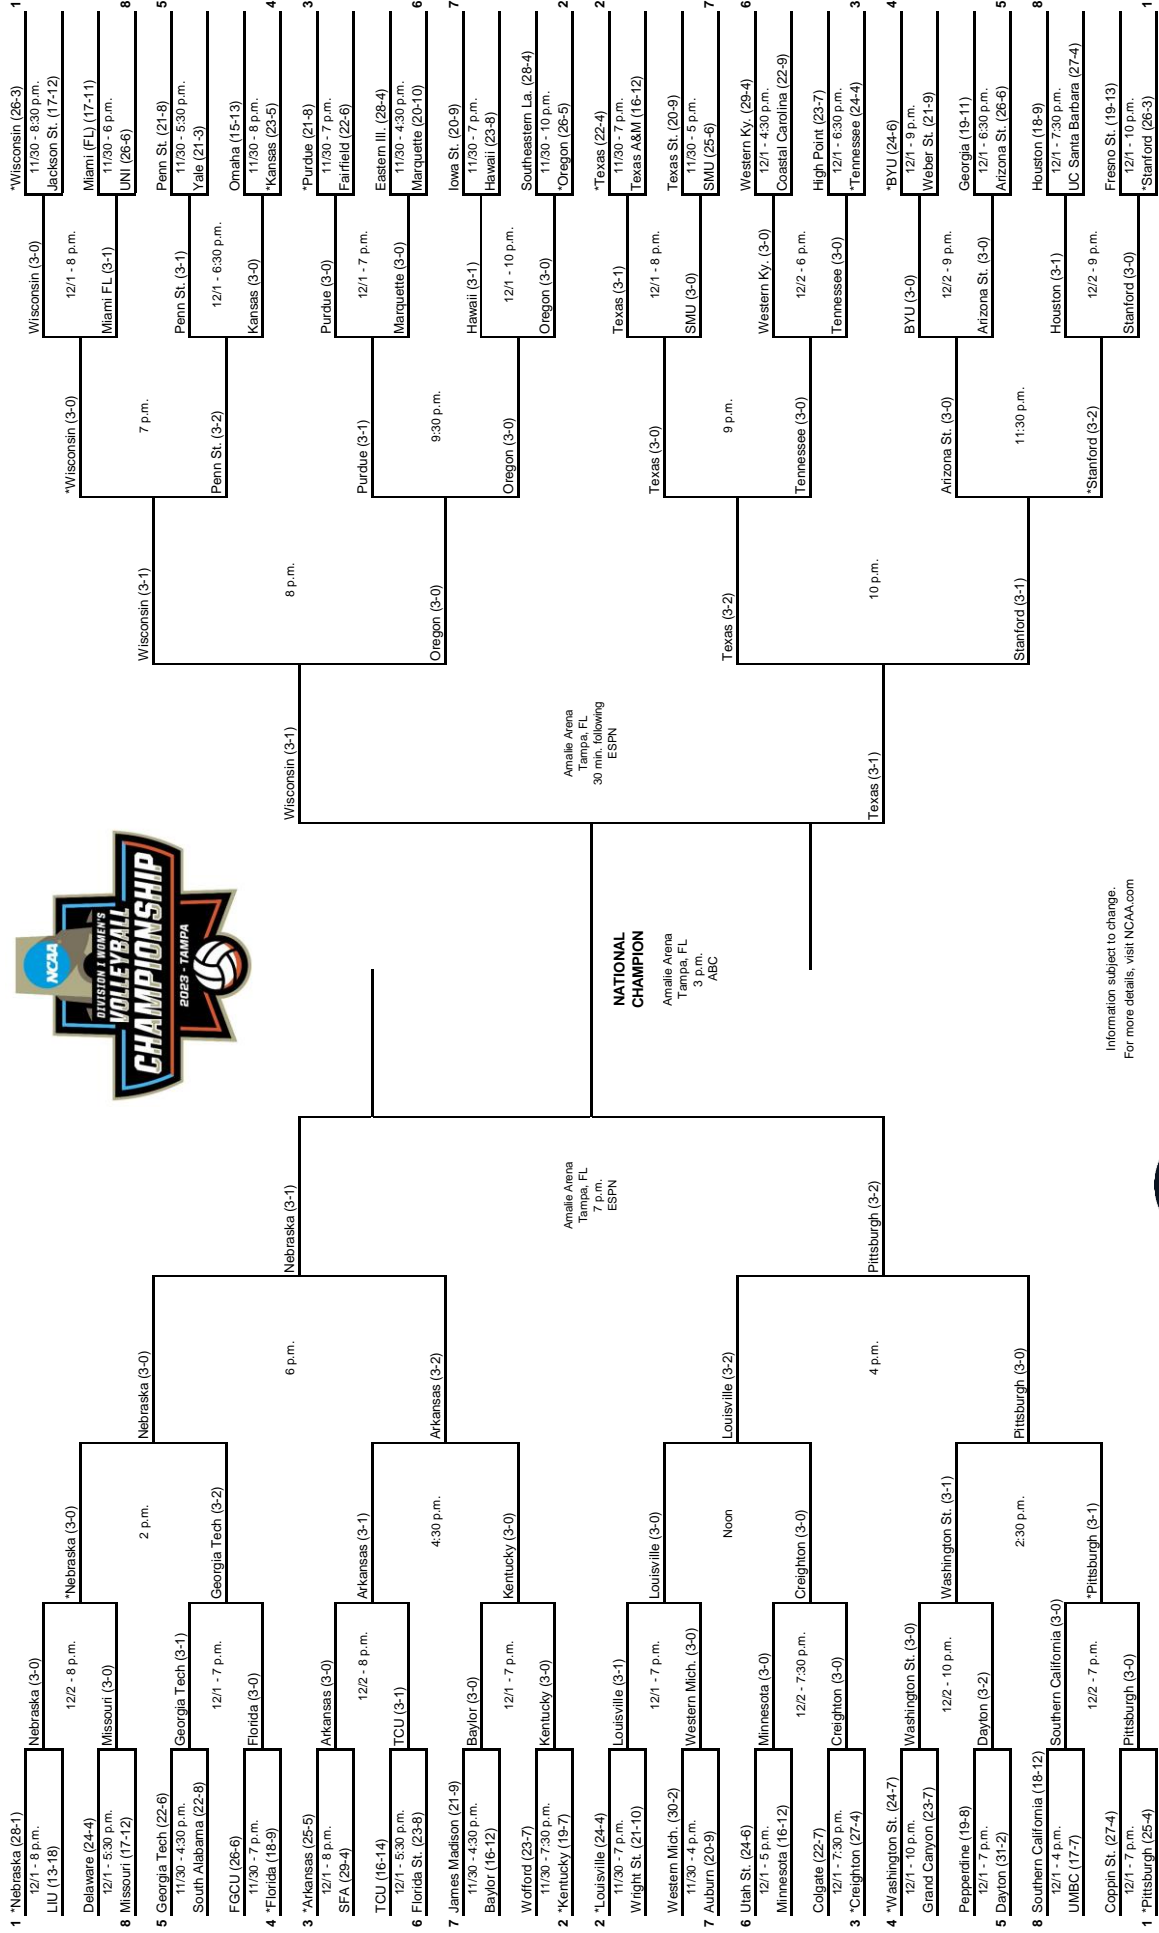 1 *Nebraska (28-1)
12/1 - 8 p.m.
LIU (13-18)
Delaware (24-4)
12/1 - 5:30 p.m.
8 Missouri (17-12)
5 Georgia Tech (22-6)
11/30 - 4:30 p.m.
South Alabama (22-8)
FGCU (26-6)
11/30 - 7 p.m.
4 *Florida (18-9)
3 *Arkansas (25-5)
12/1 - 8 p.m.
SFA (29-4)
TCU (16-14)
12/1 - 5:30 p.m.
6 Florida St. (23-8)
7 James Madison (21-9)
11/30 - 4:30 p.m.
Baylor (16-12)
Wofford (23-7)
11/30 - 7:30 p.m.
2 *Kentucky (19-7)
2 *Louisville (24-4)
11/30 - 7 p.m.
Wright St. (21-10)
Western Mich. (30-2)
11/30 - 4 p.m.
7 Auburn (20-9)
6 Utah St. (24-6)
12/1 - 5 p.m.
Minnesota (16-12)
Colgate (22-7)
12/1 - 7:30 p.m.
3 *Creighton (27-4)
4 *Washington St. (24-7)
12/1 - 10 p.m.
Grand Canyon (23-7)
Pepperdine (19-8)
12/1 - 7 p.m.
5 Dayton (31-2)
8 Southern California (18-12)
12/1 - 4 p.m.
UMBC (17-7)
Coppin St. (27-4)
12/1 - 7 p.m.
1 *Pittsburgh (25-4)
Nebraska (3-0)
12/2 - 8 p.m.
Missouri (3-0)
Georgia Tech (3-1)
12/1 - 7 p.m.
Florida (3-0)
Arkansas (3-0)
12/2 - 8 p.m.
TCU (3-1)
Baylor (3-0)
12/1 - 7 p.m.
Kentucky (3-0)
Louisville (3-1)
12/1 - 7 p.m.
Western Mich. (3-0)
Minnesota (3-0)
12/2 - 7:30 p.m.
Creighton (3-0)
Washington St. (3-0)
12/2 - 10 p.m.
Dayton (3-2)
Southern California (3-0)
12/2 - 7 p.m.
Pittsburgh (3-0)
*Nebraska (3-0)
2 p.m.
Georgia Tech (3-2)
Arkansas (3-1)
4:30 p.m.
Kentucky (3-0)
Louisville (3-0)
Noon
Creighton (3-0)
Washington St. (3-1)
2:30 p.m.
*Pittsburgh (3-1)
Nebraska (3-0)
6 p.m.
Arkansas (3-2)
Louisville (3-2)
4 p.m.
Pittsburgh (3-0)
Nebraska (3-1)
Amalie Arena
Tampa, FL
7 p.m.
ESPN
Pittsburgh (3-2)
NCAA
DIVISION I WOMEN'S
VOLLEYBALL
CHAMPIONSHIP
2023 - TAMPA
NATIONAL
CHAMPION
Amalie Arena
Tampa, FL
3 p.m.
ABC
Information subject to change.
For more details, visit NCAA.com
Wisconsin (3-1)
Amalie Arena
Tampa, FL
30 min. following
ESPN
Texas (3-1)
Wisconsin (3-1)
8 p.m.
Oregon (3-0)
Texas (3-2)
10 p.m.
Stanford (3-1)
*Wisconsin (3-0)
7 p.m.
Penn St. (3-2)
Purdue (3-1)
9:30 p.m.
Oregon (3-0)
Texas (3-0)
9 p.m.
Tennessee (3-0)
Arizona St. (3-0)
11:30 p.m.
*Stanford (3-2)
Wisconsin (3-0)
12/1 - 8 p.m.
Miami FL (3-1)
Penn St. (3-1)
12/1 - 6:30 p.m.
Kansas (3-0)
Purdue (3-0)
12/1 - 7 p.m.
Marquette (3-0)
Hawaii (3-1)
12/1 - 10 p.m.
Oregon (3-0)
Texas (3-1)
12/1 - 8 p.m.
SMU (3-0)
Western Ky. (3-0)
12/2 - 6 p.m.
Tennessee (3-0)
BYU (3-0)
12/2 - 9 p.m.
Arizona St. (3-0)
Houston (3-1)
12/2 - 9 p.m.
Stanford (3-0)
*Wisconsin (26-3) 1
11/30 - 8:30 p.m.
Jackson St. (17-12)
Miami (FL) (17-11)
11/30 - 6 p.m.
UNI (26-6) 8
Penn St. (21-8) 5
11/30 - 5:30 p.m.
Yale (21-3)
Omaha (15-13)
11/30 - 8 p.m.
*Kansas (23-5) 4
*Purdue (21-8) 3
11/30 - 7 p.m.
Fairfield (22-6)
Eastern Ill. (28-4)
11/30 - 4:30 p.m.
Marquette (20-10) 6
Iowa St. (20-9) 7
11/30 - 7 p.m.
Hawaii (23-8)
Southeastern La. (28-4)
11/30 - 10 p.m.
*Oregon (26-5) 2
*Texas (22-4) 2
11/30 - 7 p.m.
Texas A&M (16-12)
Texas St. (20-9)
11/30 - 5 p.m.
SMU (25-6) 7
Western Ky. (29-4) 6
12/1 - 4:30 p.m.
Coastal Carolina (22-9)
High Point (23-7)
12/1 - 6:30 p.m.
*Tennessee (24-4) 3
*BYU (24-6) 4
12/1 - 9 p.m.
Weber St. (21-9)
Georgia (19-11)
12/1 - 6:30 p.m.
Arizona St. (26-6) 5
Houston (18-9) 8
12/1 - 7:30 p.m.
UC Santa Barbara (27-4)
Fresno St. (19-13)
12/1 - 10 p.m.
*Stanford (26-3) 1